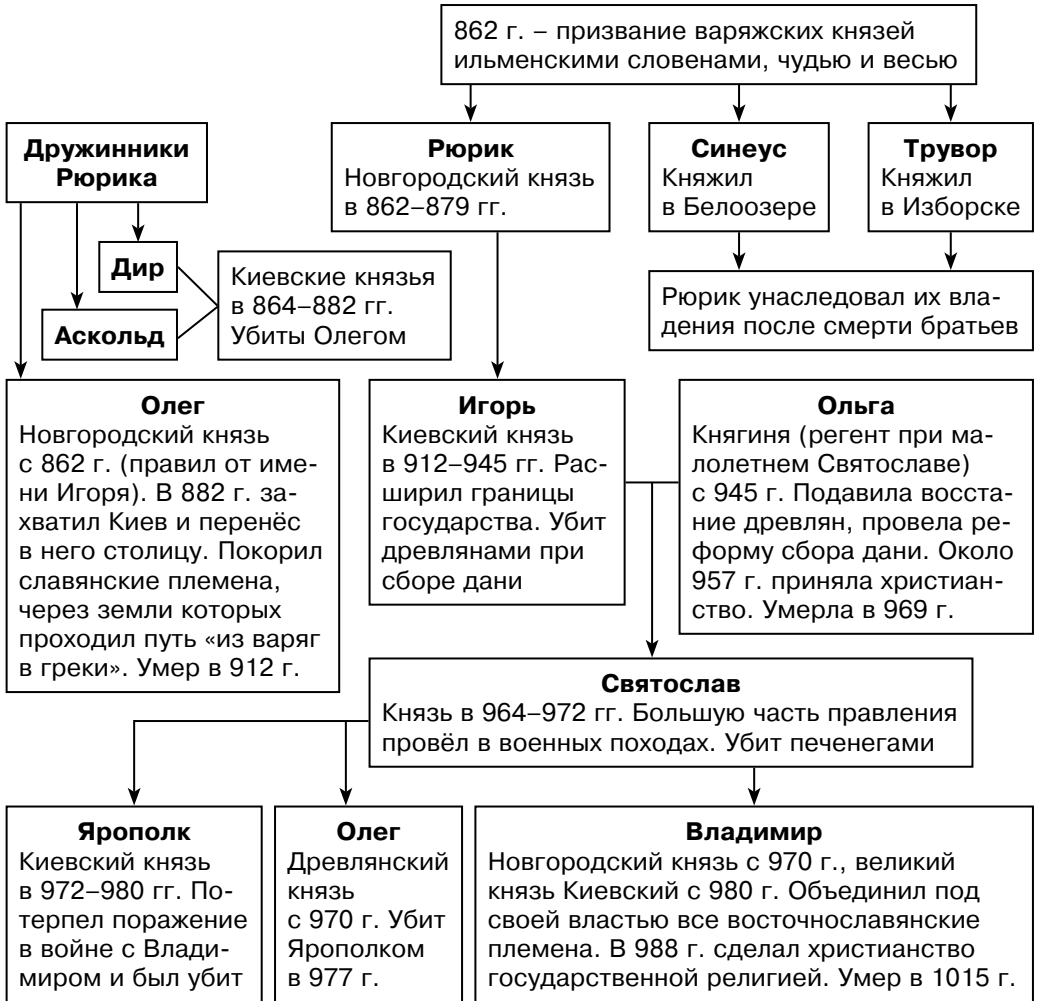 862 г. – призвание варяжских князей
ильменскими словенами, чудью и весью
Дружинники
Рюрика
Рюрик
Новгородский князь
в 862–879 гг.
Синеус
Княжил
в Белоозере
Трувор
Княжил
в Изборске
Дир
Аскольд
Киевские князья
в 864–882 гг.
Убиты Олегом
Рюрик унаследовал их вла-
дения после смерти братьев
Олег
Новгородский князь
с 862 г. (правил от име-
ни Игоря). В 882 г. за-
хватил Киев и перенёс
в него столицу. Покорил
славянские племена,
через земли которых
проходил путь «из варяг
в греки». Умер в 912 г.
Игорь
Киевский князь
в 912–945 гг. Рас-
ширил границы
государства. Убит
древлянами при
сборе дани
Ольга
Княгиня (регент при ма-
лолетнем Святославе)
с 945 г. Подавила восста-
ние древлян, провела ре-
форму сбора дани. Около
957 г. приняла христиан-
ство. Умерла в 969 г.
Святослав
Князь в 964–972 гг. Большую часть правления
провёл в военных походах. Убит печенегами
Ярополк
Киевский князь
в 972–980 гг. По-
терпел поражение
в войне с Влади-
миром и был убит
Олег
Древлянский
князь
с 970 г. Убит
Ярополком
в 977 г.
Владимир
Новгородский князь с 970 г., великий
князь Киевский с 980 г. Объединил под
своей властью все восточнославянские
племена. В 988 г. сделал христианство
государственной религией. Умер в 1015 г.